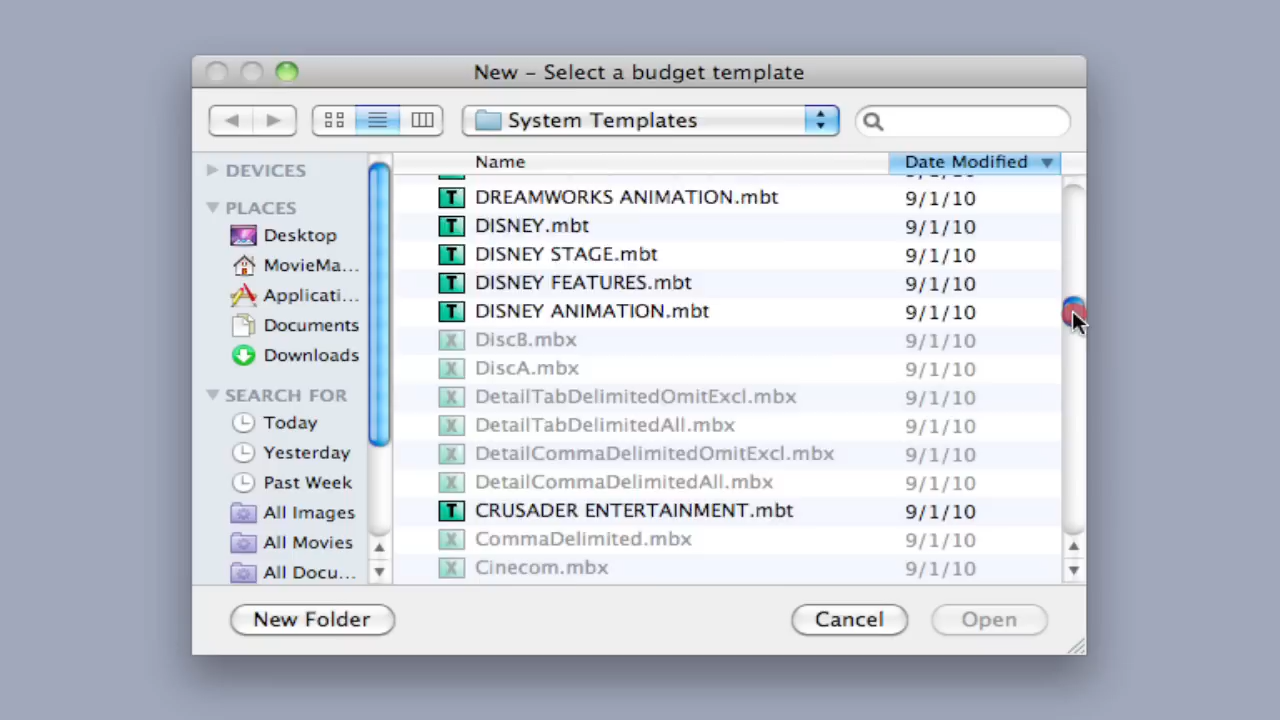 New – Select a budget template
System Templates
Name Date Modified
DEVICES
PLACES
Desktop
MovieMa...
Applicati...
Documents
Downloads
SEARCH FOR
Today
Yesterday
Past Week
All Images
All Movies
All Docu...
DREAMWORKS ANIMATION.mbt 9/1/10
DISNEY.mbt 9/1/10
DISNEY STAGE.mbt 9/1/10
DISNEY FEATURES.mbt 9/1/10
DISNEY ANIMATION.mbt 9/1/10
DiscB.mbx 9/1/10
DiscA.mbx 9/1/10
DetailTabDelimitedOmitExcl.mbx 9/1/10
DetailTabDelimitedAll.mbx 9/1/10
DetailCommaDelimitedOmitExcl.mbx 9/1/10
DetailCommaDelimitedAll.mbx 9/1/10
CRUSADER ENTERTAINMENT.mbt 9/1/10
CommaDelimited.mbx 9/1/10
Cinecom.mbx 9/1/10
New Folder
Cancel
Open